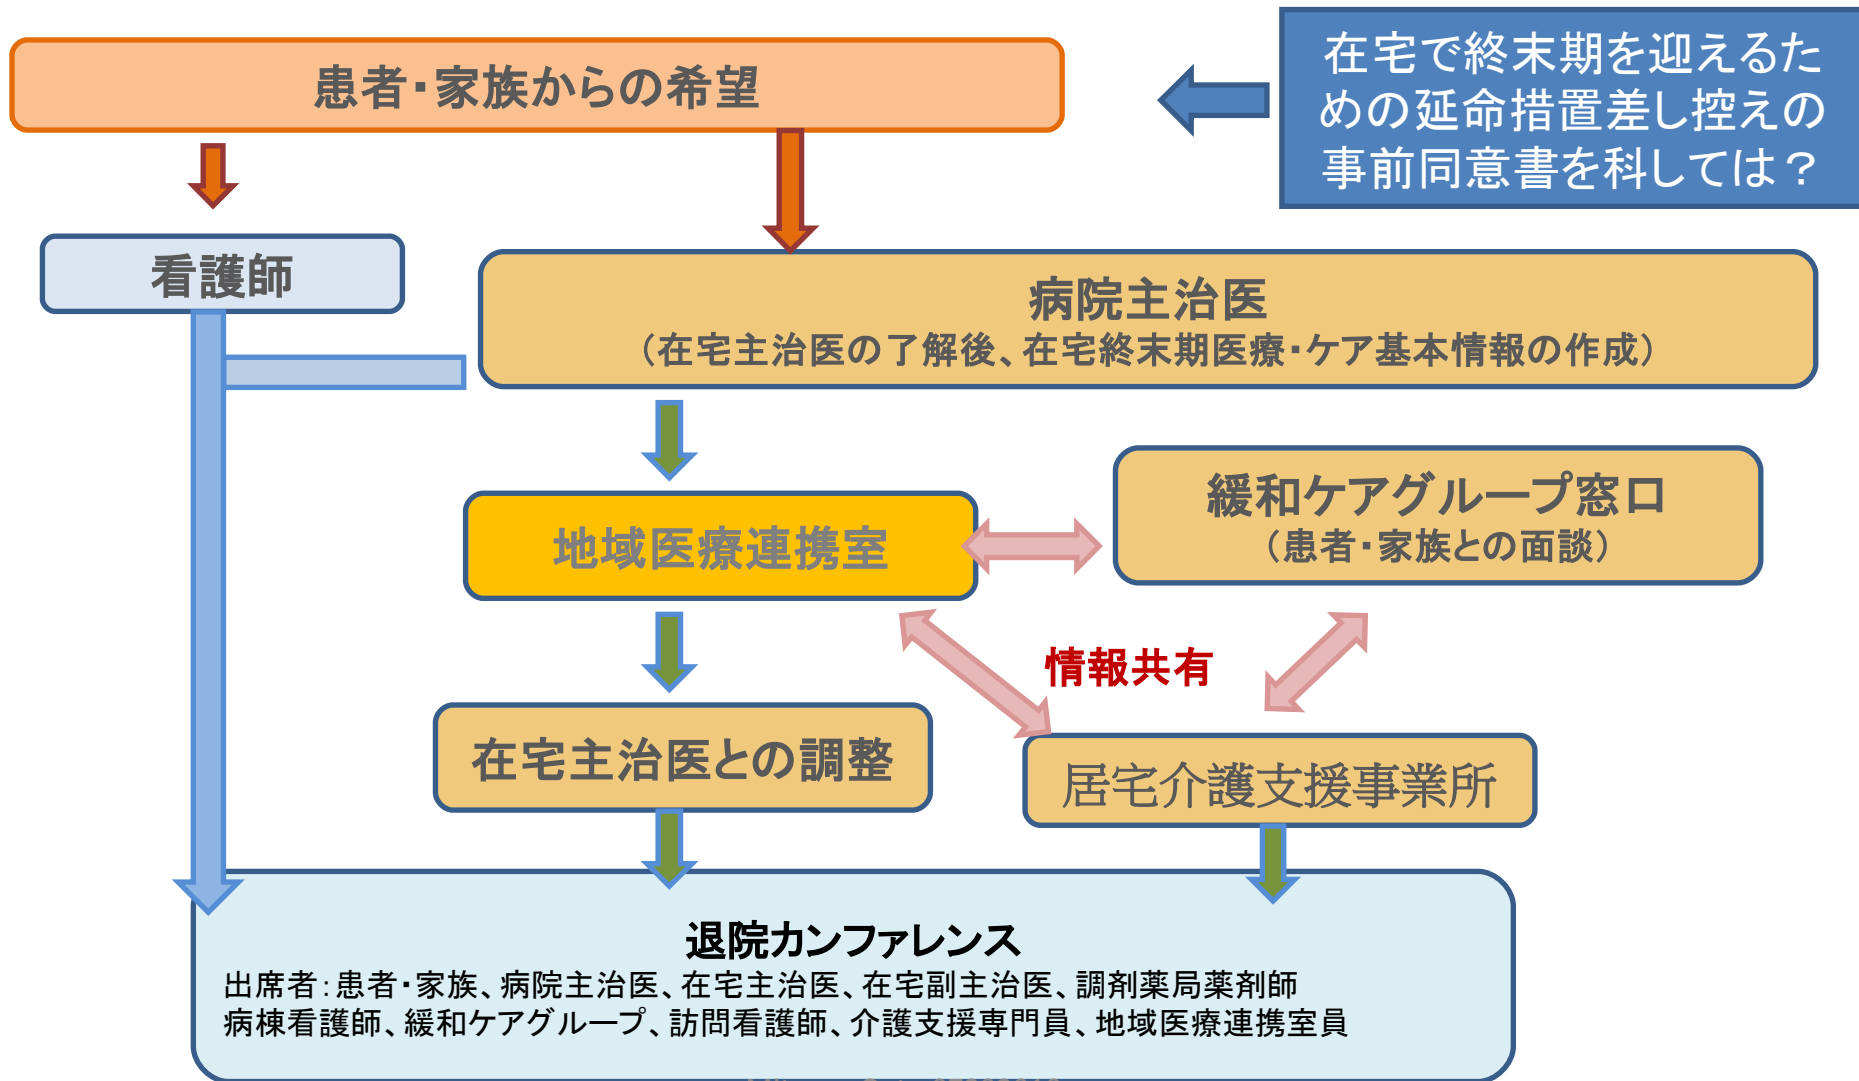 患者・家族からの希望
在宅で終末期を迎えるた
めの延命措置差し控えの
事前同意書を科しては？
看護師
病院主治医
（在宅主治医の了解後、在宅終末期医療・ケア基本情報の作成）
緩和ケアグループ窓口
（患者・家族との面談）
地域医療連携室
情報共有
在宅主治医との調整
居宅介護支援事業所
退院カンファレンス
出席者：患者・家族、病院主治医、在宅主治医、在宅副主治医、調剤薬局薬剤師
病棟看護師、緩和ケアグループ、訪問看護師、介護支援専門員、地域医療連携室員